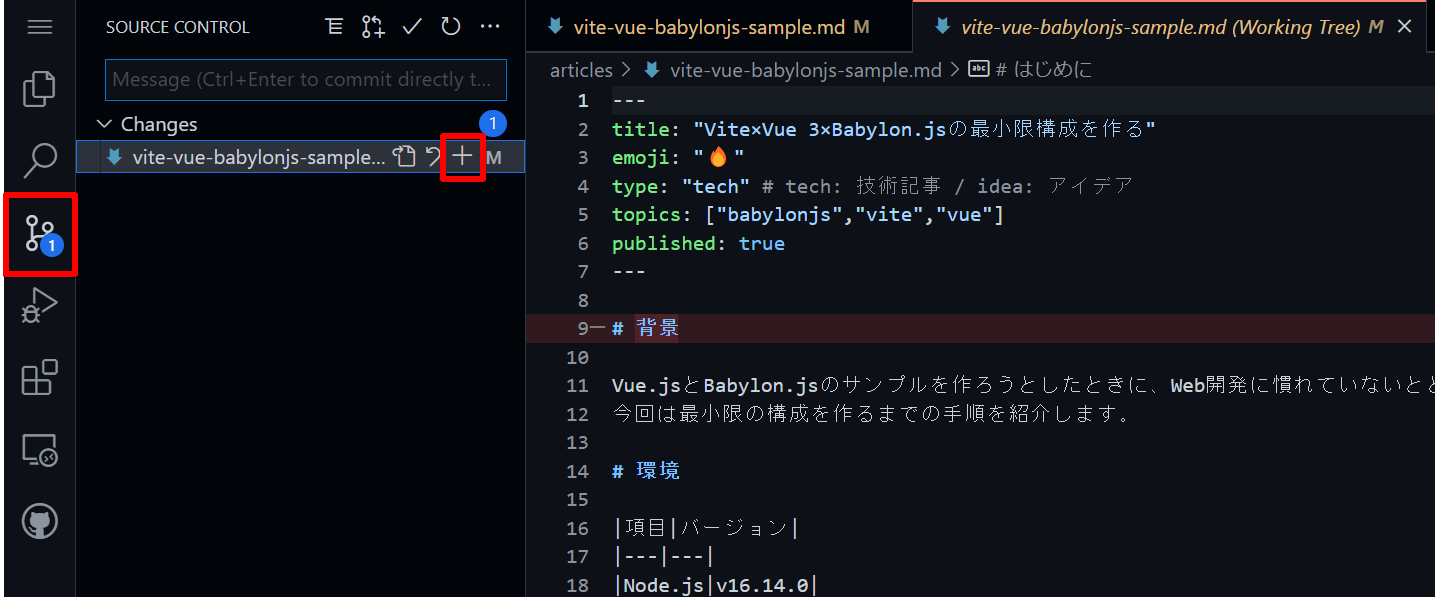 SOURCE CONTROL
Message (Ctrl+Enter to commit directly t...
Changes
1
vite-vue-babylonjs-sample...
M
1
vite-vue-babylonjs-sample.md M
vite-vue-babylonjs-sample.md (Working Tree) M
articles > vite-vue-babylonjs-sample.md > abc # はじめに
1 ---
2 title: "Vite×Vue 3×Babylon.jsの最小限構成を作る"
3 emoji: "🔥"
4 type: "tech" # tech: 技術記事 / idea: アイデア
5 topics: ["babylonjs","vite","vue"]
6 published: true
7 ---
8
9— # 背景
10
11 Vue.jsとBabylon.jsのサンプルを作ろうとしたときに、Web開発に慣れていないと
12 今回は最小限の構成を作るまでの手順を紹介します。
13
14 # 環境
15
16 |項目|バージョン|
17 |---|---|
18 |Node.js|v16.14.0|